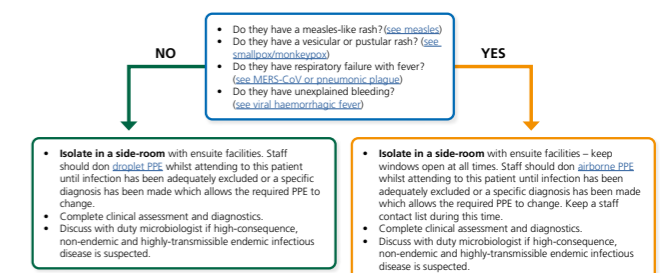 • Do they have a measles-like rash? (see measles)
• Do they have a vesicular or pustular rash? (see
smallpox/monkeypox)
• Do they have respiratory failure with fever?
(see MERS-CoV or pneumonic plague)
• Do they have unexplained bleeding?
(see viral haemorrhagic fever)
NO
YES
• Isolate in a side-room with ensuite facilities. Staff
should don droplet PPE whilst attending to this patient
until infection has been adequately excluded or a specific
diagnosis has been made which allows the required PPE to
change.
• Complete clinical assessment and diagnostics.
• Discuss with duty microbiologist if high-consequence,
non-endemic and highly-transmissible endemic infectious
disease is suspected.
• Isolate in a side-room with ensuite facilities – keep
windows open at all times. Staff should don airborne PPE
whilst attending to this patient until infection has been
adequately excluded or a specific diagnosis has been made
which allows the required PPE to change. Keep a staff
contact list during this time.
• Complete clinical assessment and diagnostics.
• Discuss with duty microbiologist if high-consequence,
non-endemic and highly-transmissible endemic infectious
disease is suspected.